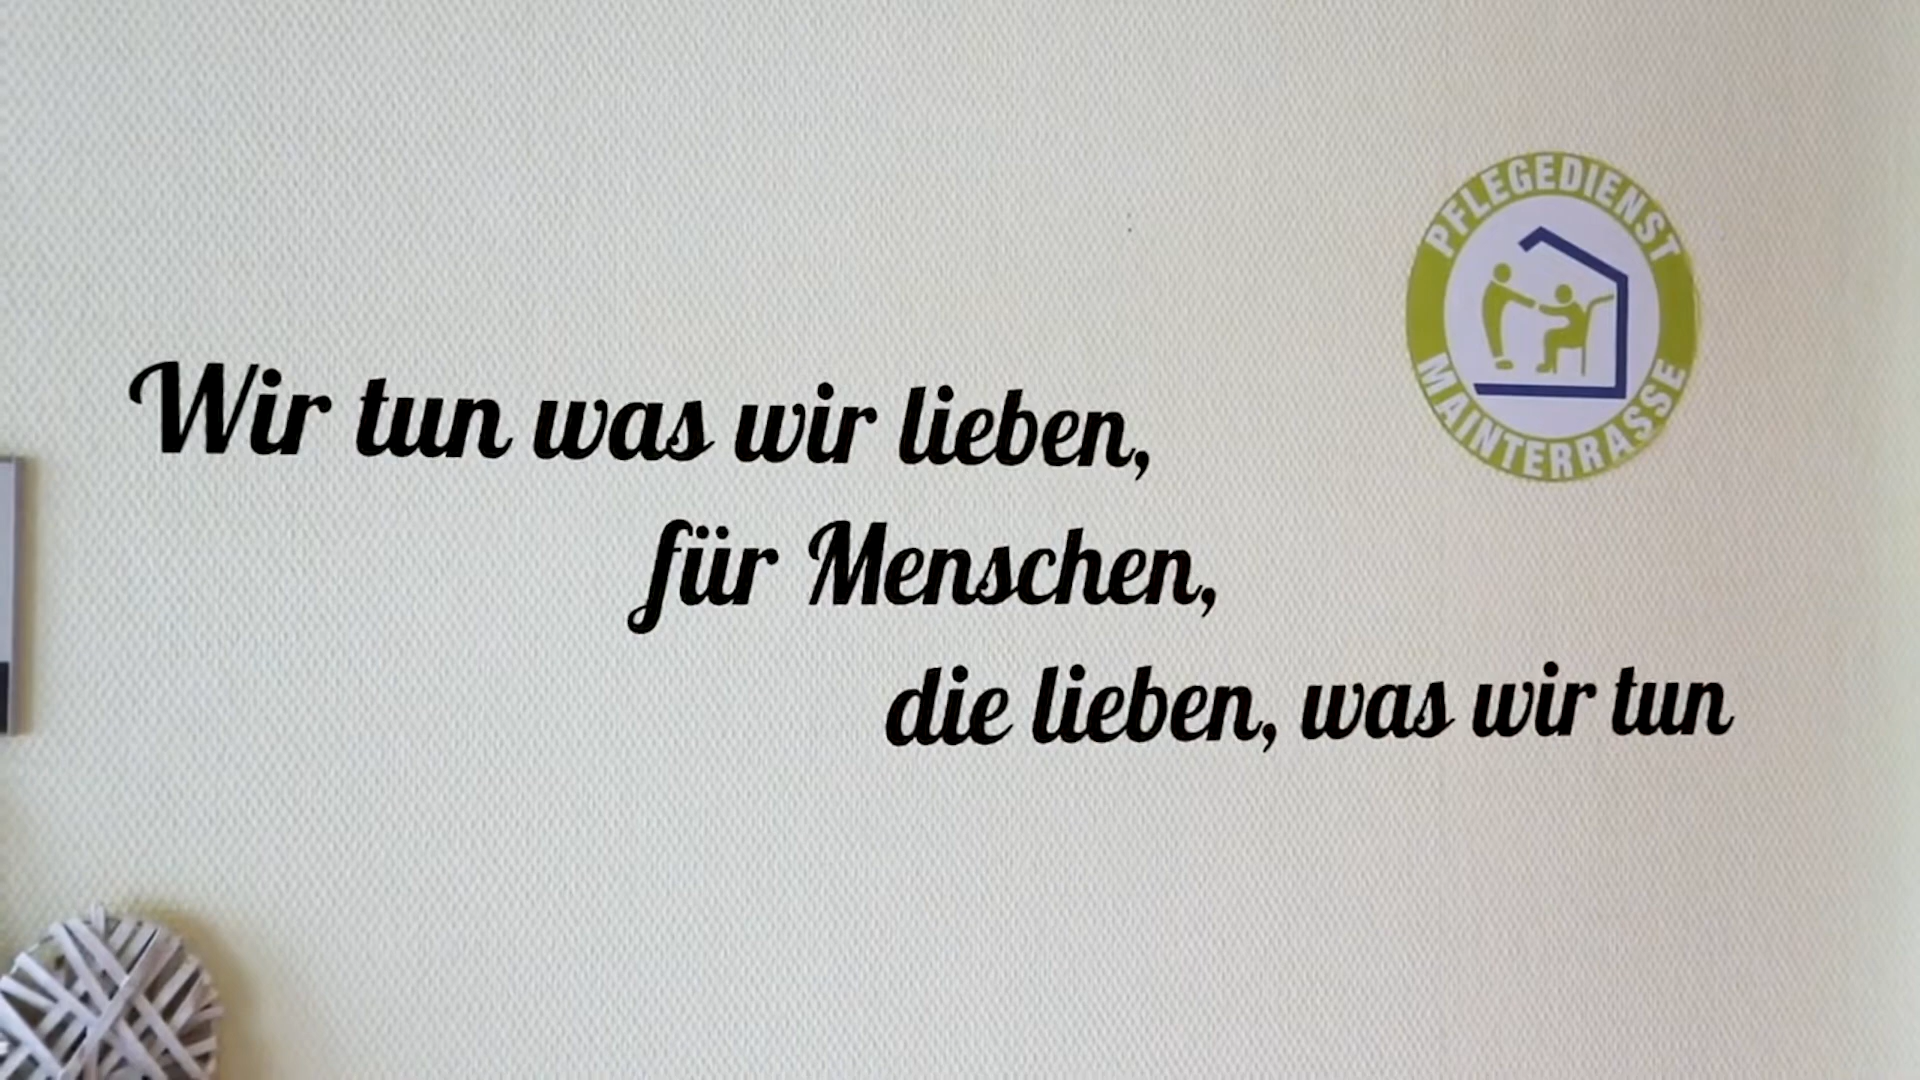 PFLEGEDIENST
MAINTERRASSE
Wir tun was wir lieben,
für Menschen,
die lieben, was wir tun